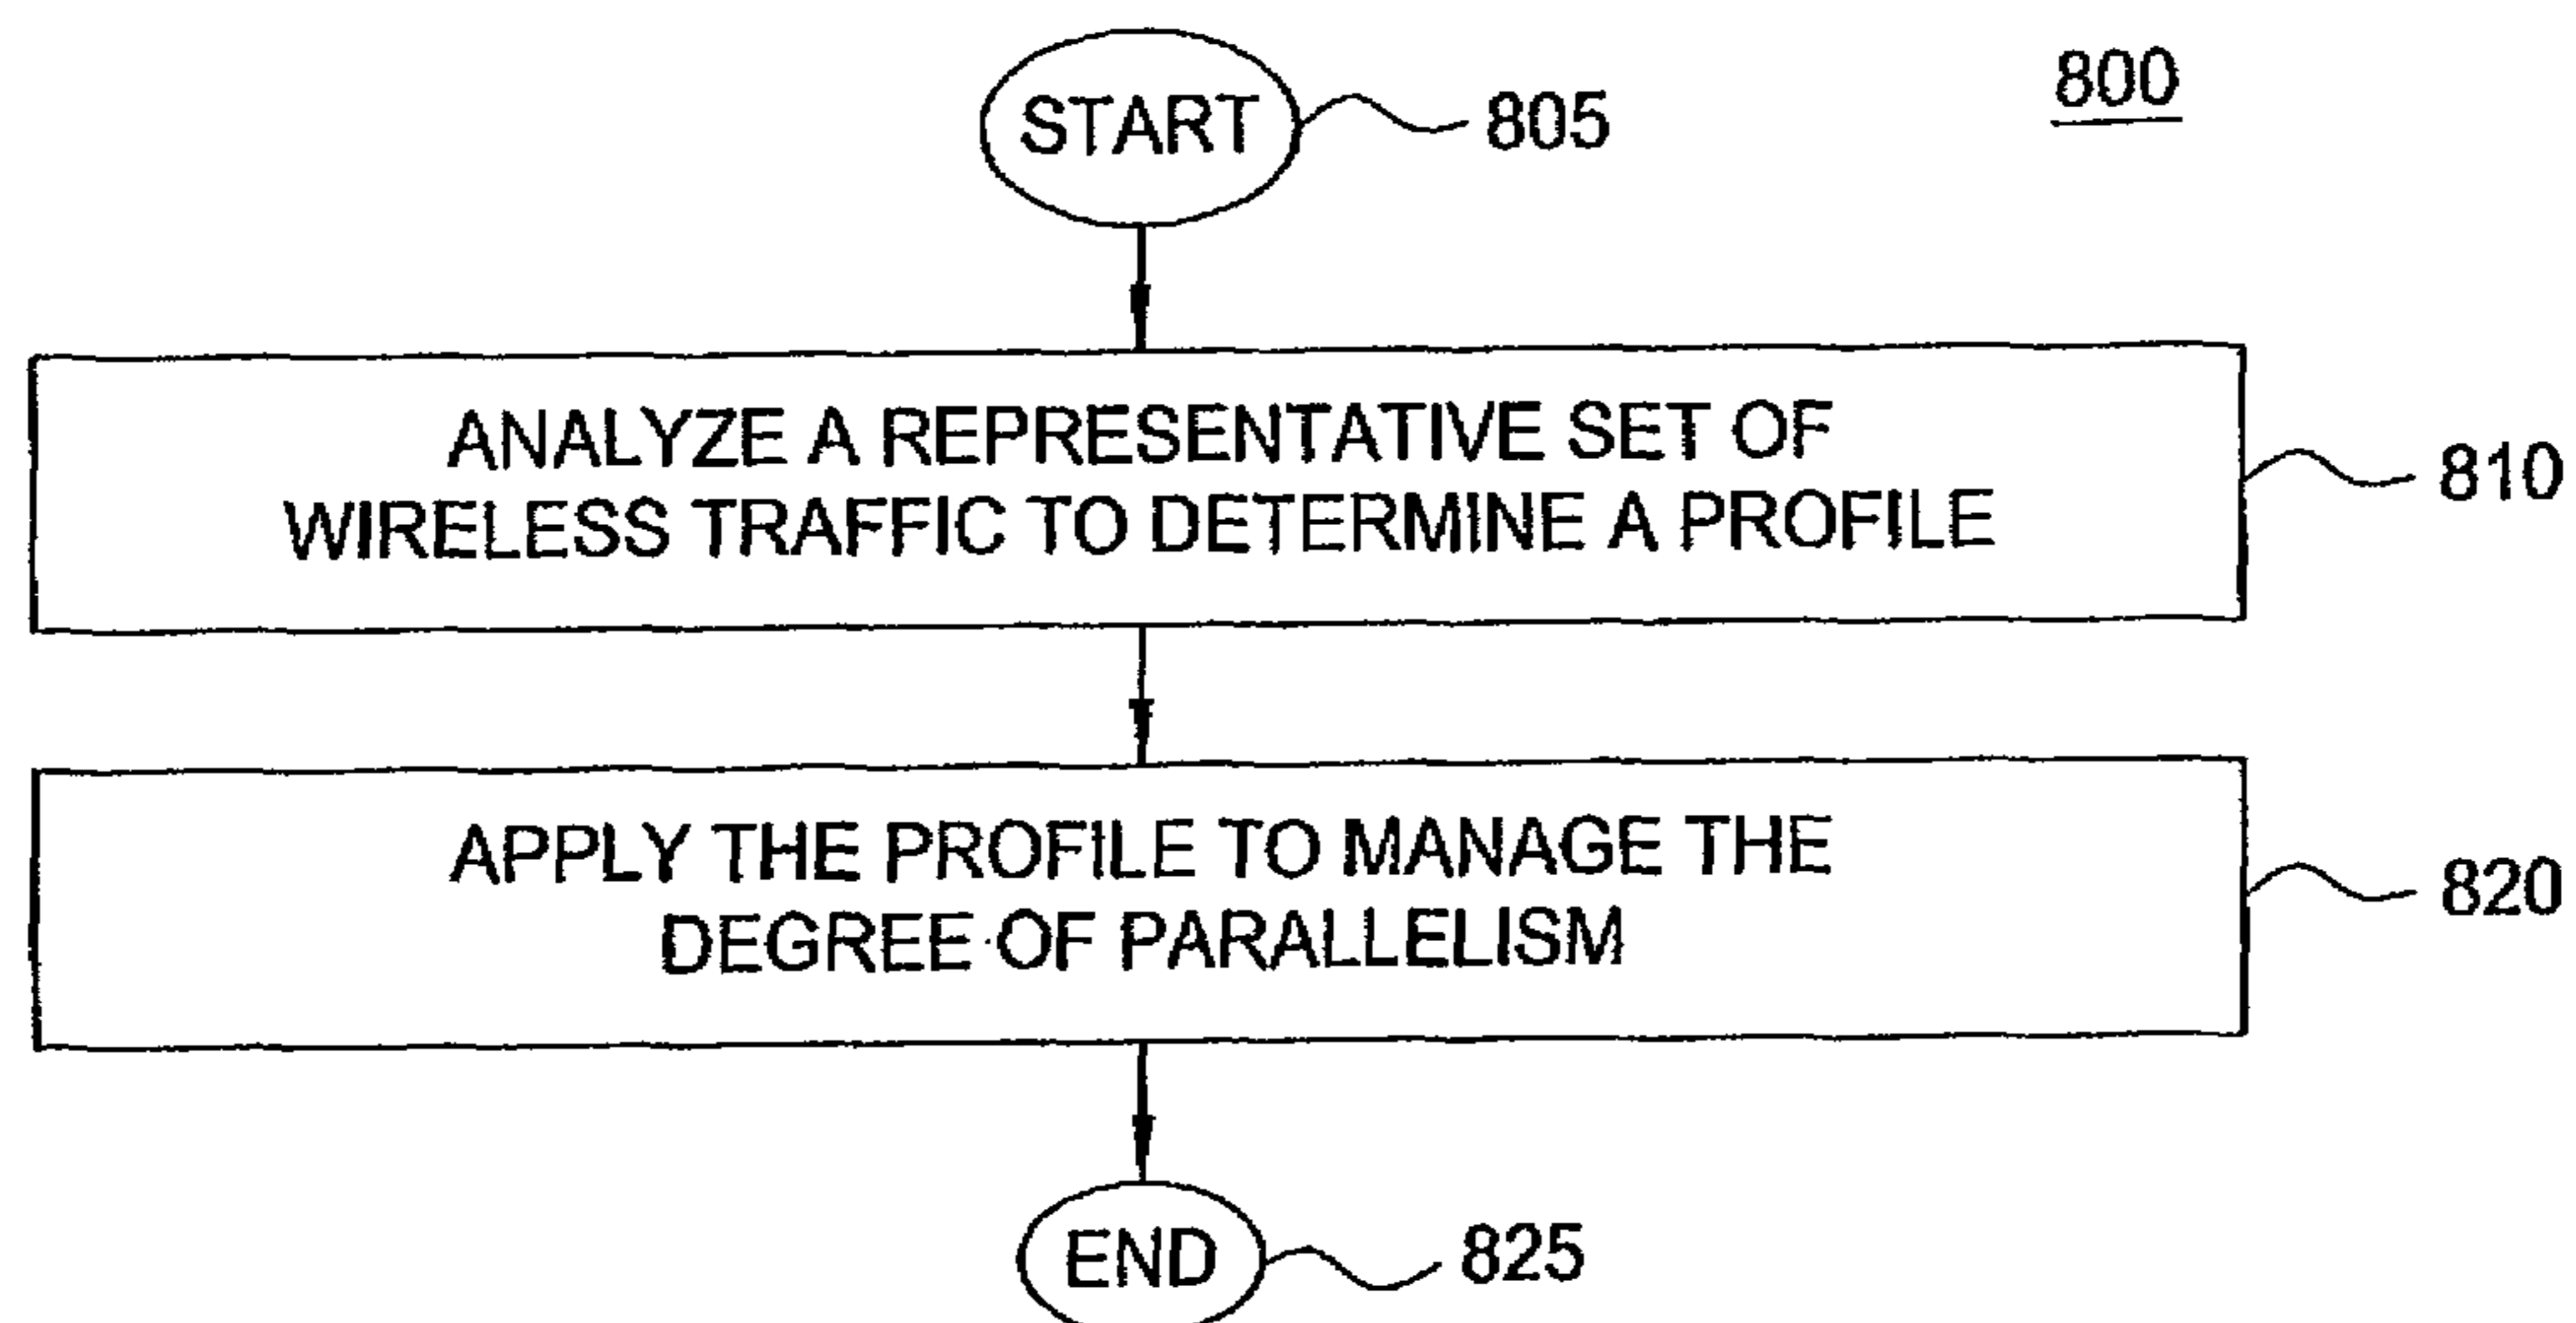 800
START
805
ANALYZE A REPRESENTATIVE SET OF
WIRELESS TRAFFIC TO DETERMINE A PROFILE
810
APPLY THE PROFILE TO MANAGE THE
DEGREE OF PARALLELISM
820
END
825